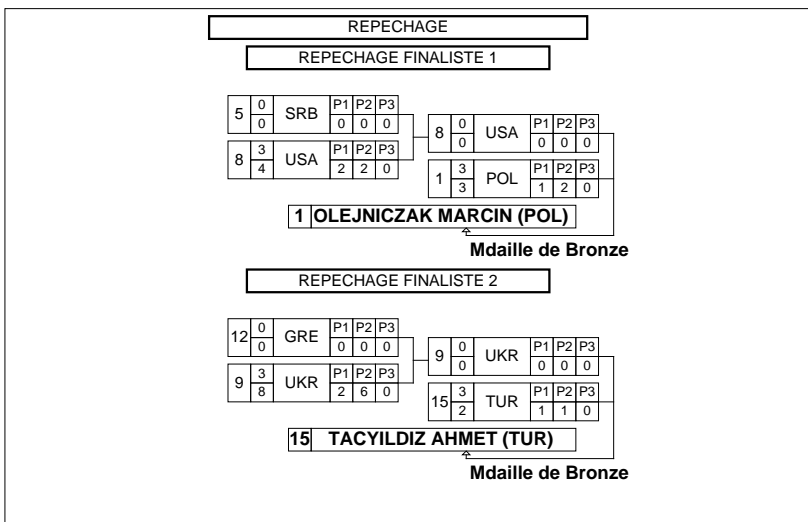 REPECHAGE
REPECHAGE FINALISTE 1
5 0 0 SRB P1 P2 P3 0 0 0
8 3 4 USA P1 P2 P3 2 2 0
8 0 0 USA P1 P2 P3 0 0 0
1 3 3 POL P1 P2 P3 1 2 0
1 OLEJNICZAK MARCIN (POL)
Mdaille de Bronze
REPECHAGE FINALISTE 2
12 0 0 GRE P1 P2 P3 0 0 0
9 3 8 UKR P1 P2 P3 2 6 0
9 0 0 UKR P1 P2 P3 0 0 0
15 3 2 TUR P1 P2 P3 1 1 0
15 TACYILDIZ AHMET (TUR)
Mdaille de Bronze